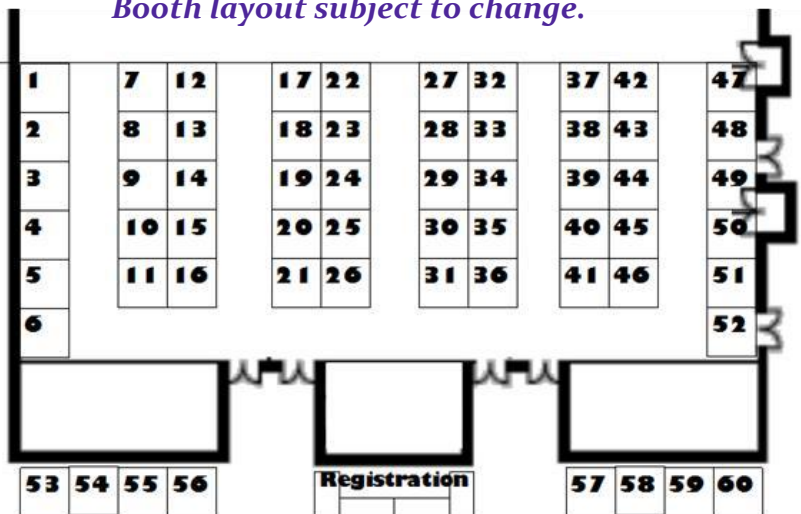 Booth layout subject to change.
1 7 12 17 22 27 32 37 42 47
2 8 13 18 23 28 33 38 43 48
3 9 14 19 24 29 34 39 44 49
4 10 15 20 25 30 35 40 45 50
5 11 16 21 26 31 36 41 46 51
6 52
53 54 55 56 Registration 57 58 59 60